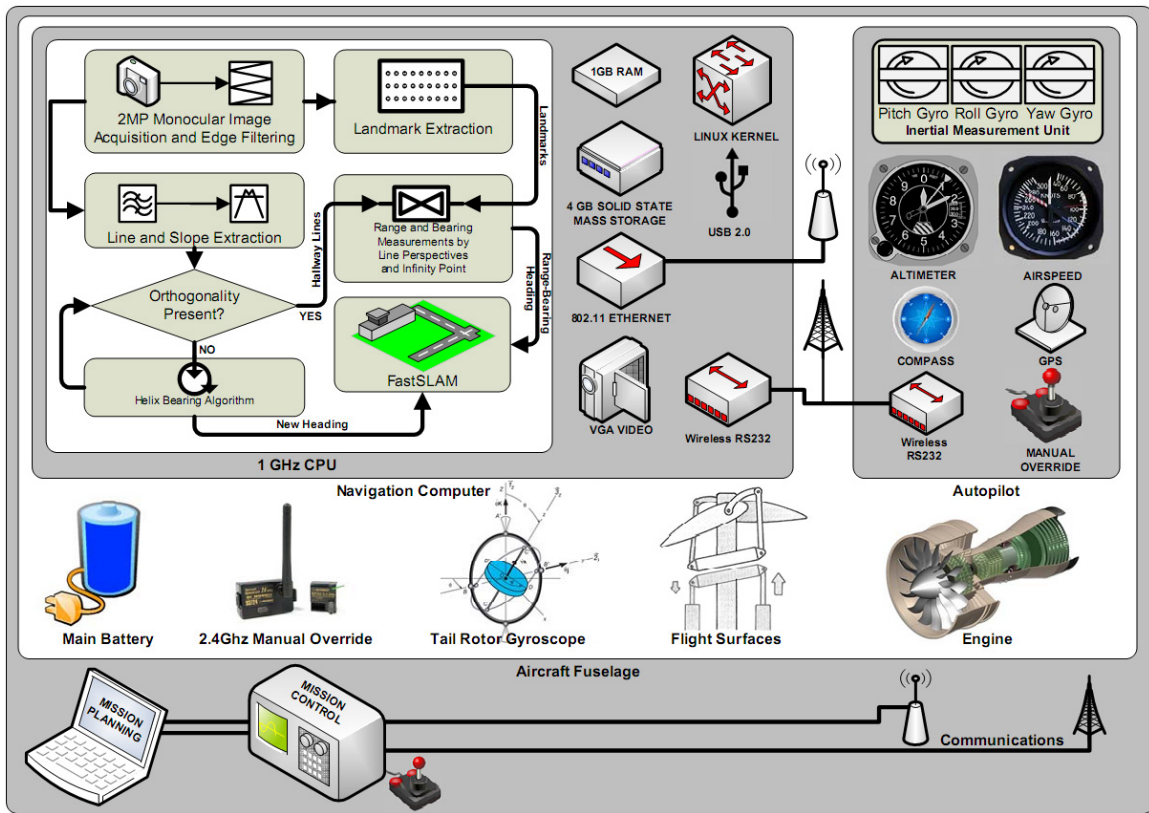 2MP Monocular Image
Acquisition and Edge Filtering
Landmark Extraction
Landmarks
Line and Slope Extraction
Hallway Lines
Range and Bearing
Measurements by
Line Perspectives
and Infinity Point
Range-Bearing
Heading
Orthogonality
Present?
YES
NO
Helix Bearing Algorithm
New Heading
FastSLAM
1 GHz CPU
1GB RAM
LINUX KERNEL
4 GB SOLID STATE
MASS STORAGE
USB 2.0
802.11 ETHERNET
VGA VIDEO
Wireless RS232
Navigation Computer
Pitch Gyro
Roll Gyro
Yaw Gyro
Inertial Measurement Unit
ALTIMETER
AIRSPEED
COMPASS
GPS
Wireless
RS232
MANUAL
OVERRIDE
Autopilot
Main Battery
2.4Ghz Manual Override
Tail Rotor Gyroscope
Flight Surfaces
Engine
Aircraft Fuselage
MISSION
PLANNING
MISSION
CONTROL
Communications